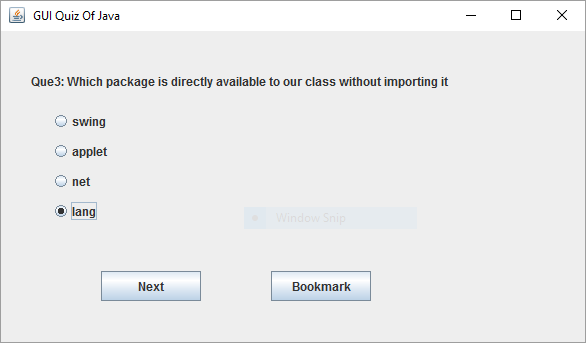 GUI Quiz Of Java
Que3: Which package is directly available to our class without importing it
swing
applet
net
lang
Window Snip
Next
Bookmark